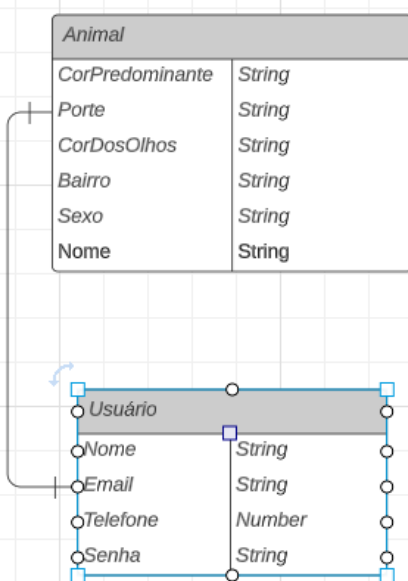 Animal
CorPredominante String
Porte String
CorDosOlhos String
Bairro String
Sexo String
Nome String
Usuário
Nome String
Email String
Telefone Number
Senha String